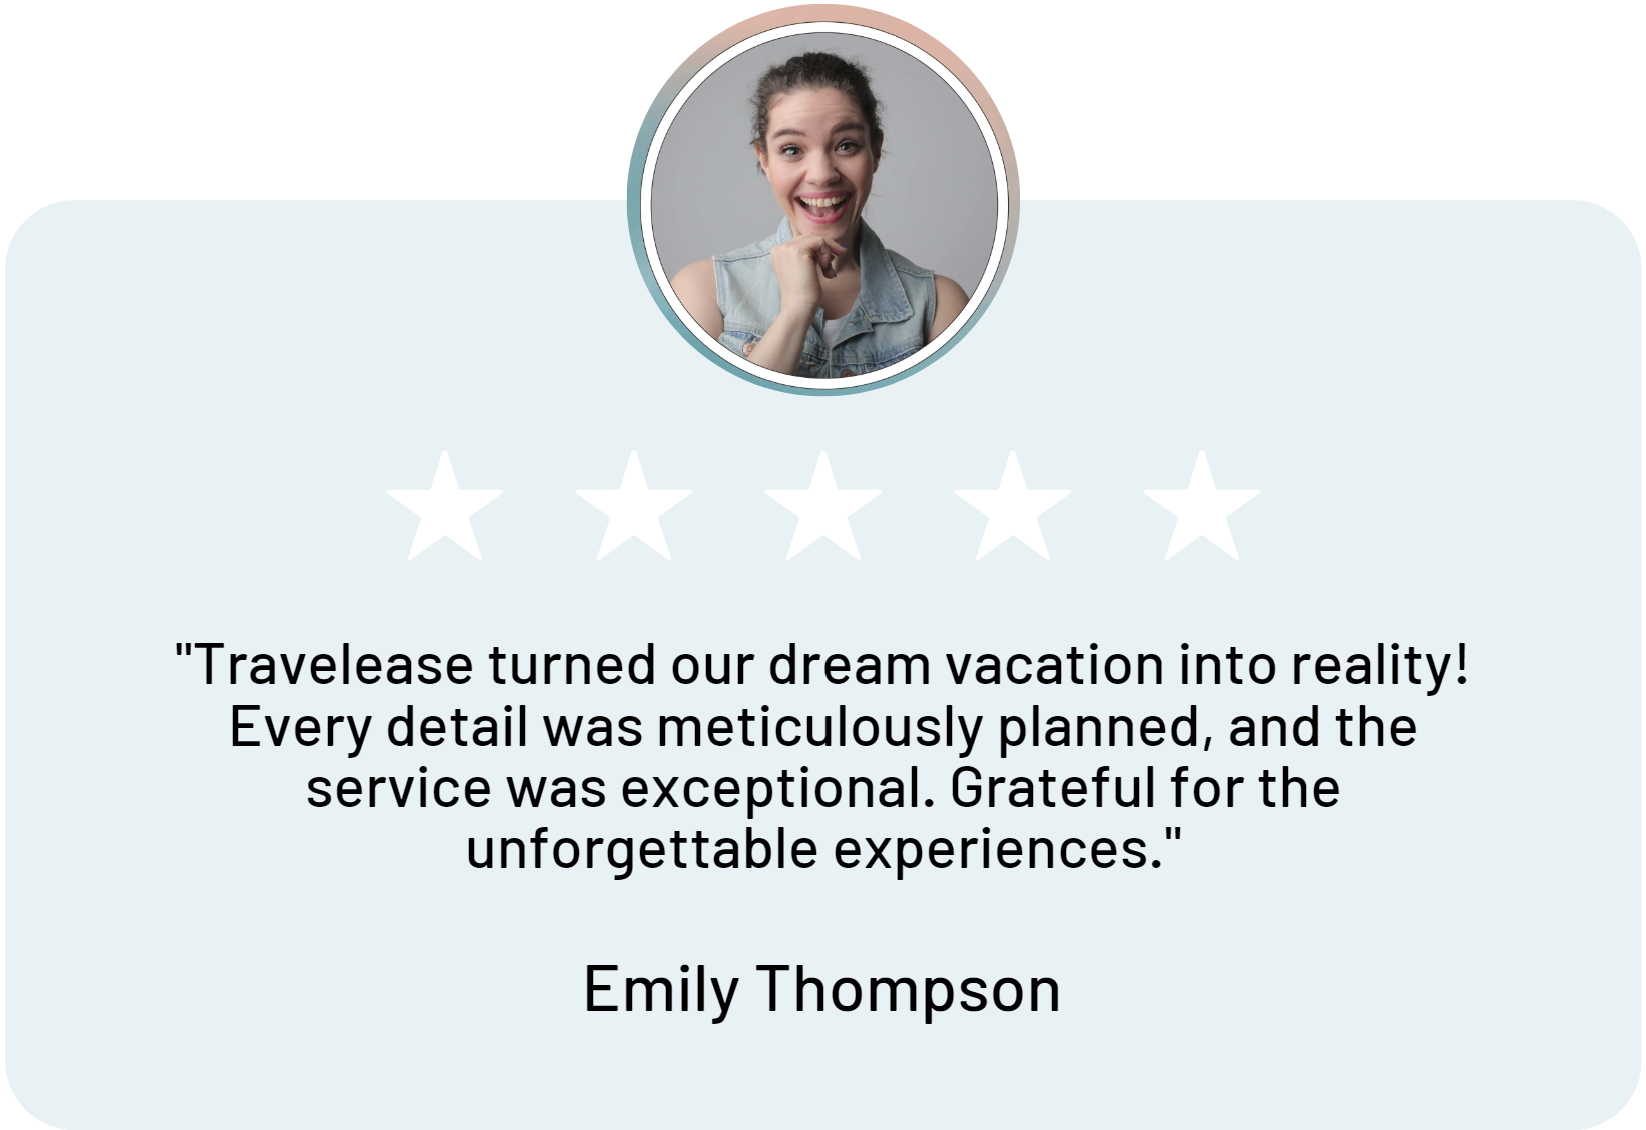 "Travelease turned our dream vacation into reality!
Every detail was meticulously planned, and the
service was exceptional. Grateful for the
unforgettable experiences."
Emily Thompson